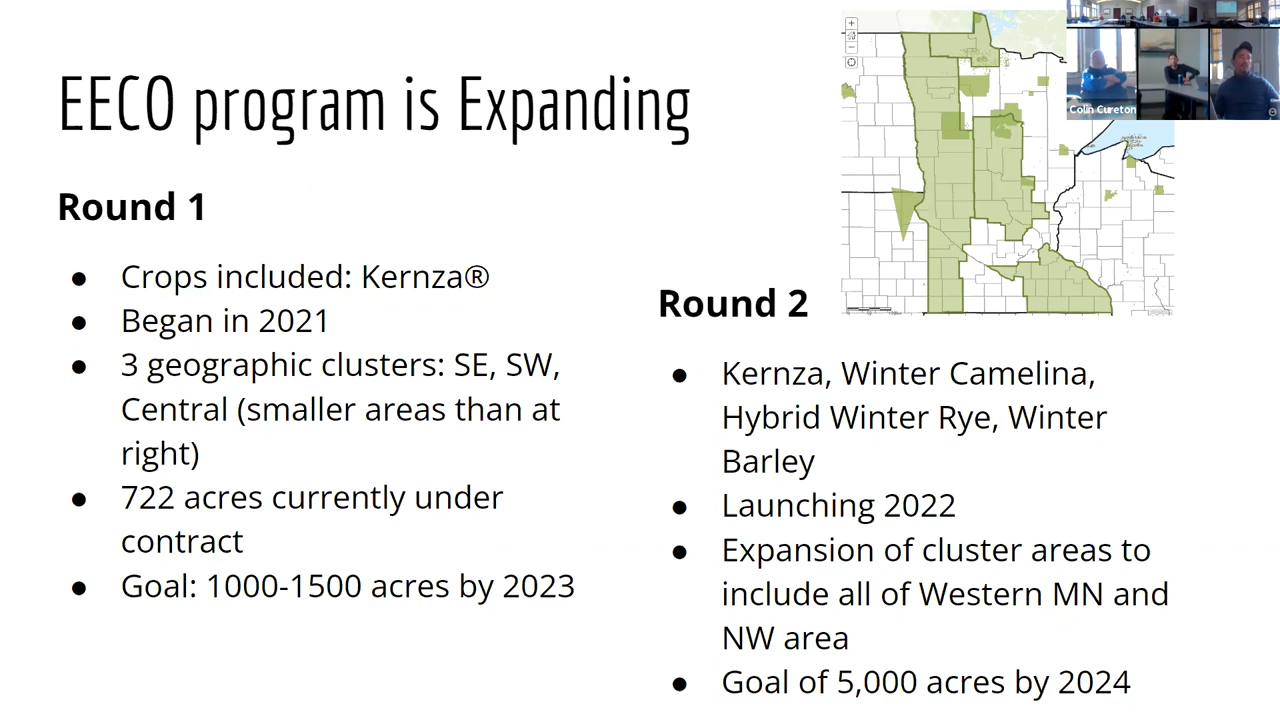 EECO program is Expanding
Round 1
● Crops included: Kernza®
● Began in 2021
● 3 geographic clusters: SE, SW,
Central (smaller areas than at
right)
● 722 acres currently under
contract
● Goal: 1000-1500 acres by 2023
Round 2
● Kernza, Winter Camelina,
Hybrid Winter Rye, Winter
Barley
● Launching 2022
● Expansion of cluster areas to
include all of Western MN and
NW area
● Goal of 5,000 acres by 2024
Colin Cureton